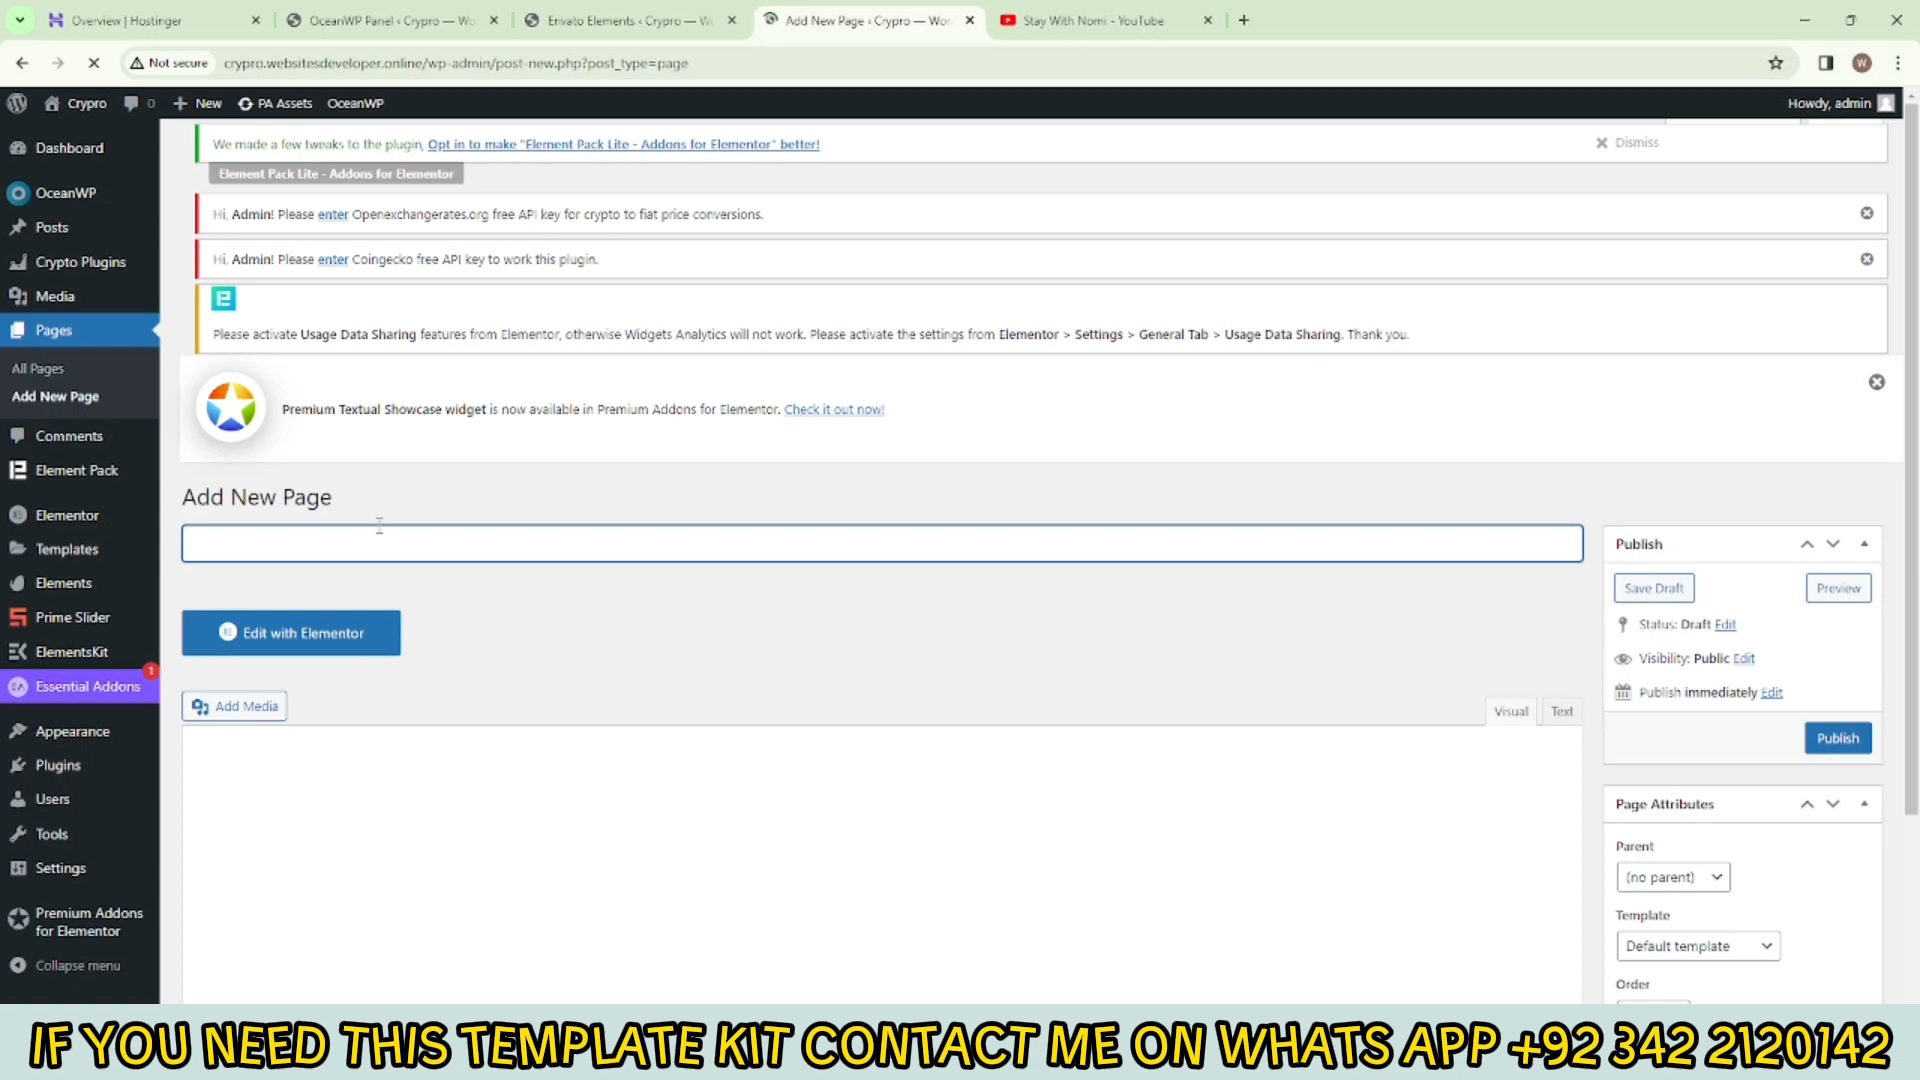 Overview | Hostinger
OceanWP Panel ‹ Crypro — Wo
Envato Elements ‹ Crypro — W
Add New Page ‹ Crypro — Wor
Stay With Nomi - YouTube
Not secure
crypro.websitesdeveloper.online/wp-admin/post-new.php?post_type=page
W
Crypro
0
New
PA Assets
OceanWP
Howdy, admin
Dashboard
OceanWP
Posts
Crypto Plugins
Media
Pages
All Pages
Add New Page
Comments
Element Pack
Elementor
Templates
Elements
Prime Slider
ElementsKit
Essential Addons
1
Appearance
Plugins
Users
Tools
Settings
Premium Addons
for Elementor
Collapse menu
We made a few tweaks to the plugin, Opt in to make "Element Pack Lite - Addons for Elementor" better!
Dismiss
Element Pack Lite - Addons for Elementor
Hi, Admin! Please enter Openexchangerates.org free API key for crypto to fiat price conversions.
Hi, Admin! Please enter Coingecko free API key to work this plugin.
Please activate Usage Data Sharing features from Elementor, otherwise Widgets Analytics will not work. Please activate the settings from Elementor > Settings > General Tab > Usage Data Sharing. Thank you.
Premium Textual Showcase widget is now available in Premium Addons for Elementor. Check it out now!
Add New Page
Edit with Elementor
Add Media
Visual
Text
Publish
Save Draft
Preview
Status: Draft Edit
Visibility: Public Edit
Publish immediately Edit
Publish
Page Attributes
Parent
(no parent)
Template
Default template
Order
IF YOU NEED THIS TEMPLATE KIT CONTACT ME ON WHATS APP +92 342 2120142